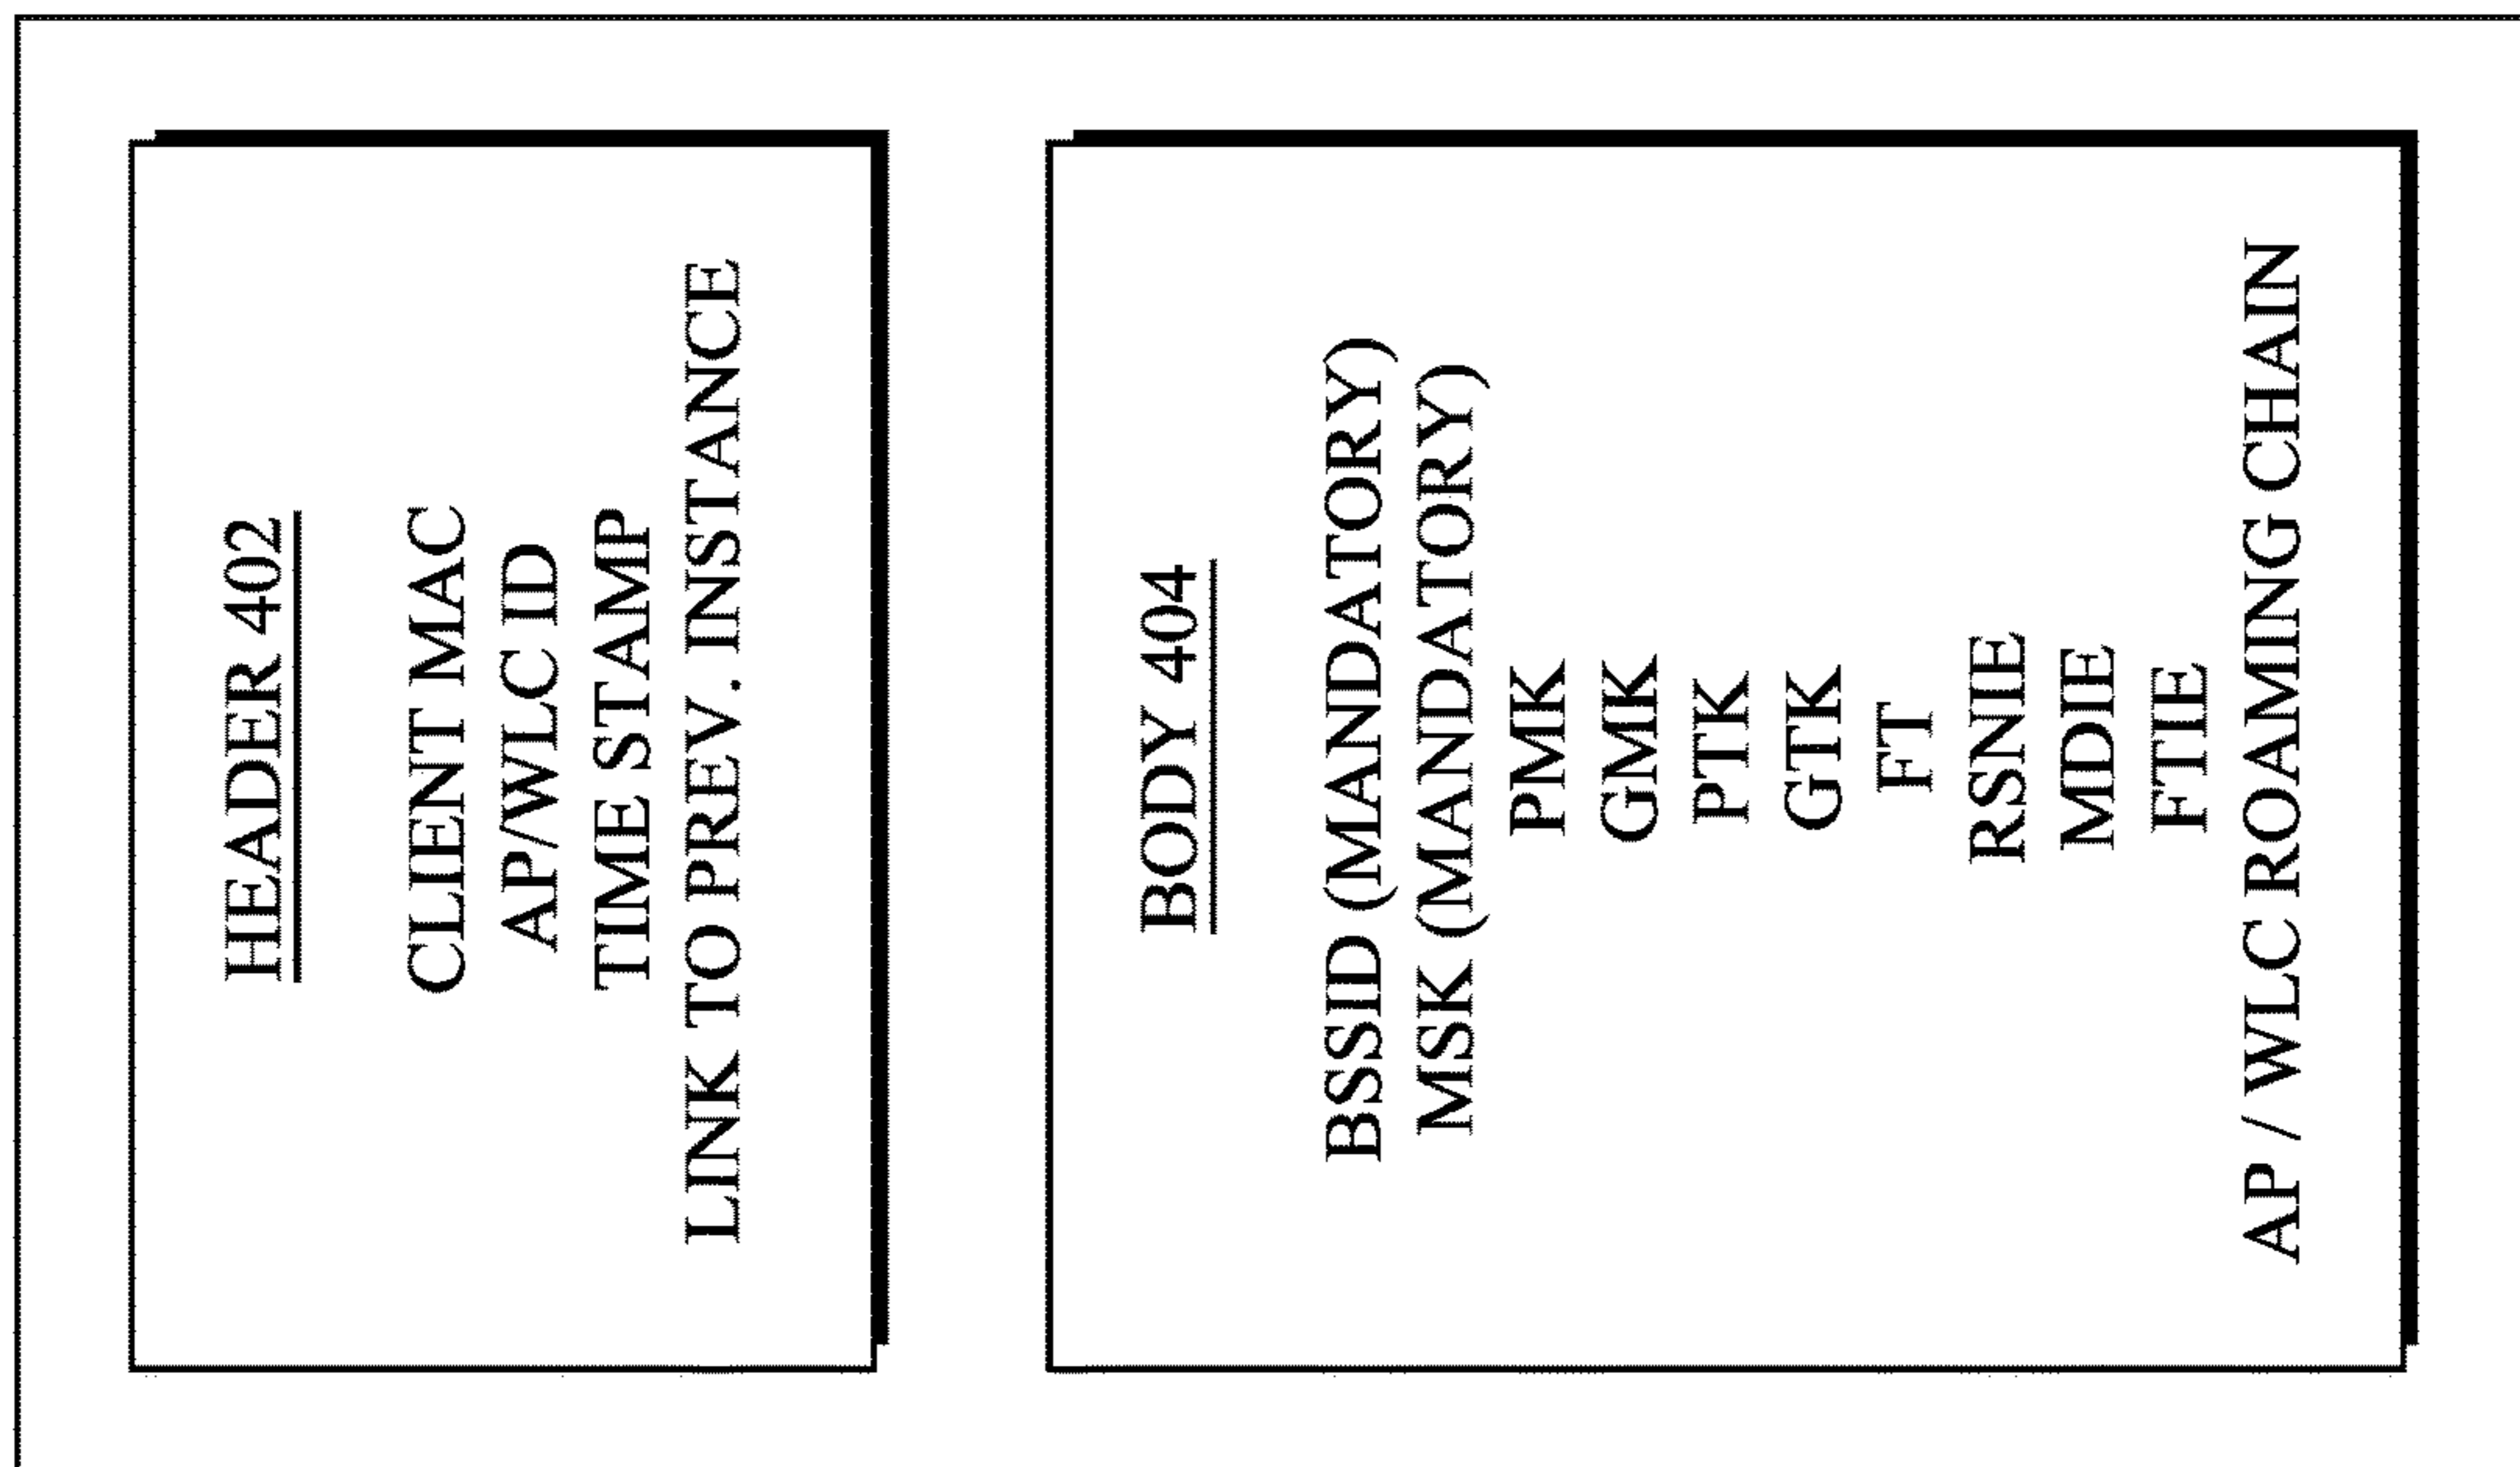 HEADER 402
CLIENT MAC
AP/WLC ID
TIME STAMP
LINK TO PREV. INSTANCE
BODY 404
BSSID (MANDATORY)
MSK (MANDATORY)
PMK
GMK
PTK
GTK
FT
RSNIE
MDIE
FTIE
AP / WLC ROAMING CHAIN